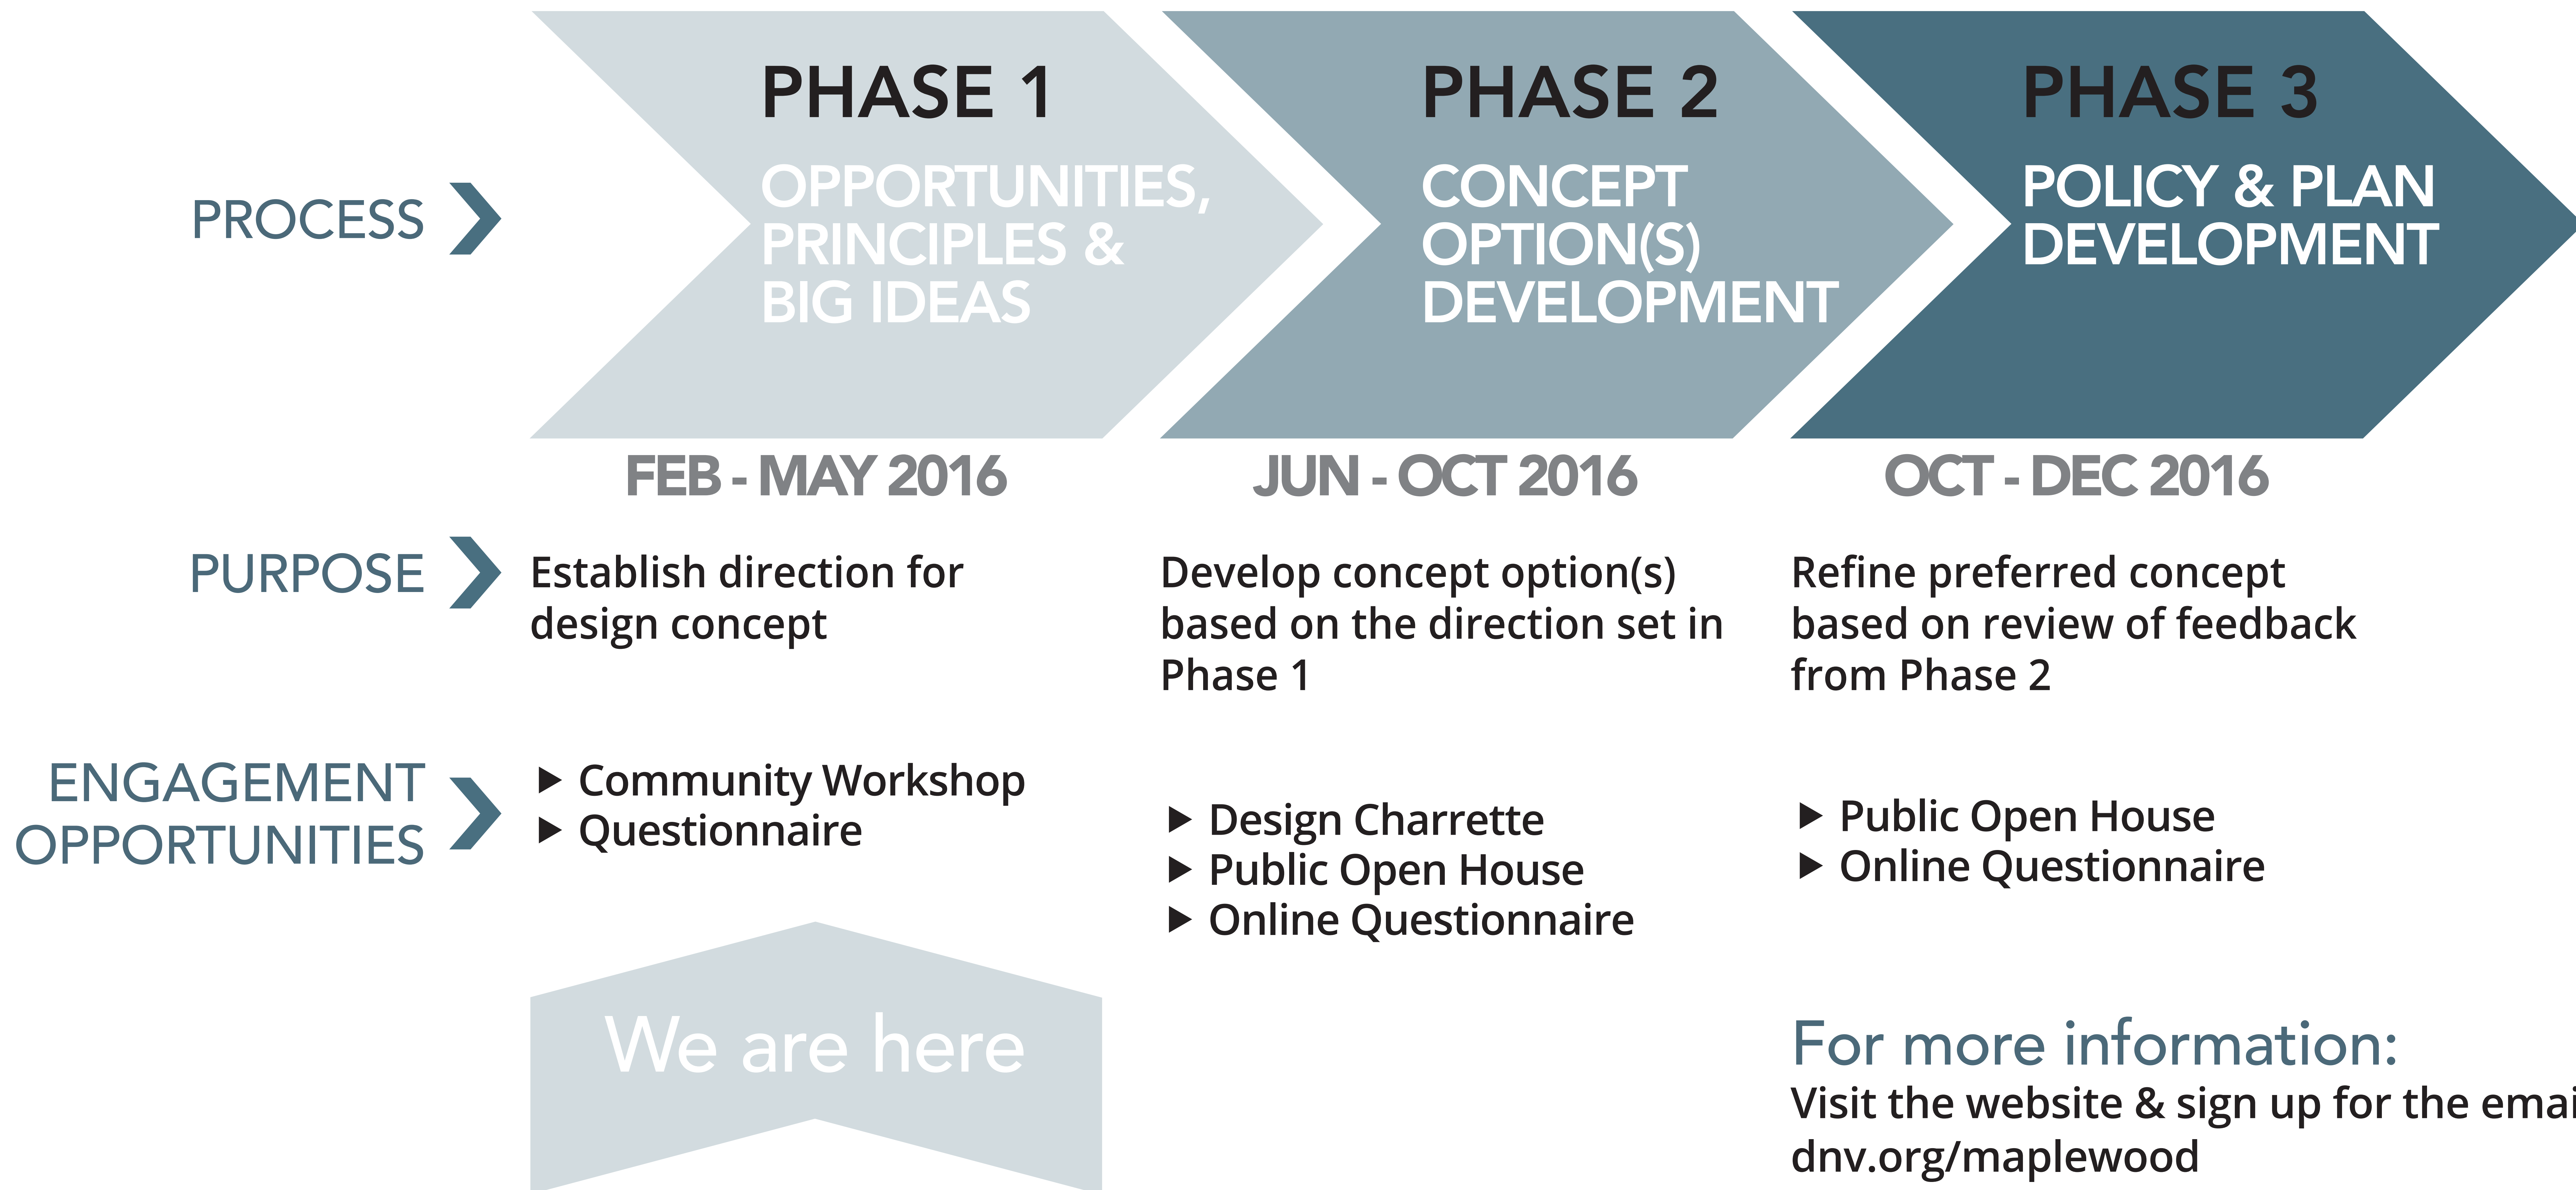 PROCESS
PHASE 1
OPPORTUNITIES,
PRINCIPLES &
BIG IDEAS
FEB - MAY 2016
PHASE 2
CONCEPT
OPTION(S)
DEVELOPMENT
JUN - OCT 2016
PHASE 3
POLICY & PLAN
DEVELOPMENT
OCT - DEC 2016
PURPOSE
Establish direction for
design concept
Develop concept option(s)
based on the direction set in
Phase 1
Refine preferred concept
based on review of feedback
from Phase 2
ENGAGEMENT
OPPORTUNITIES
Community Workshop
Questionnaire
Design Charrette
Public Open House
Online Questionnaire
Public Open House
Online Questionnaire
We are here
For more information:
Visit the website & sign up for the
dnv.org/maplewood